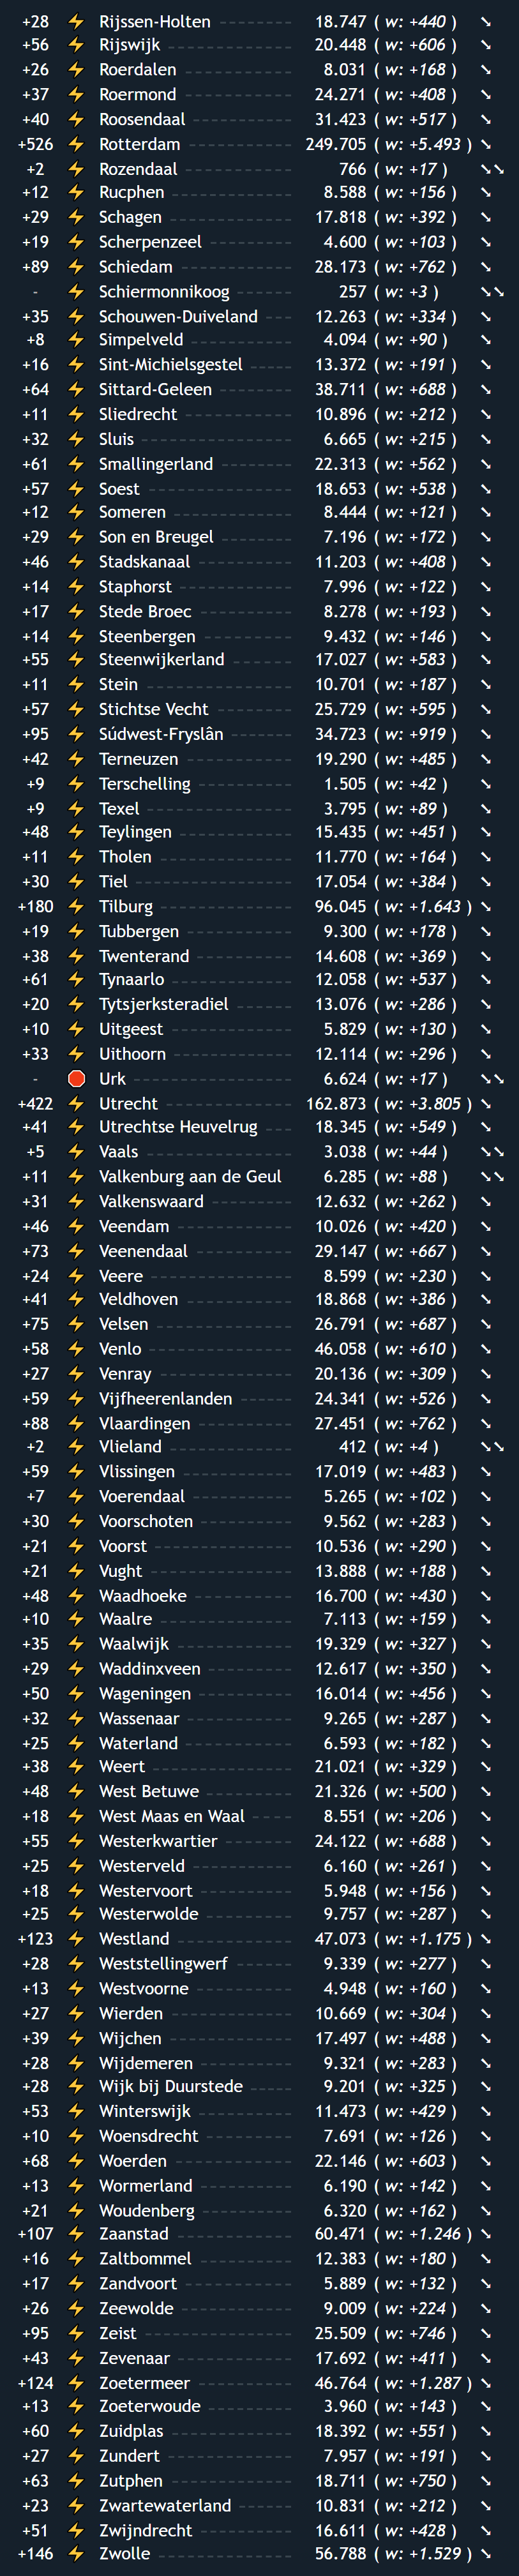 +28 ⚡ Rijssen-Holten 18.747 ( w: +440 ) ➘
+56 ⚡ Rijswijk 20.448 ( w: +606 ) ➘
+26 ⚡ Roerdalen 8.031 ( w: +168 ) ➘
+37 ⚡ Roermond 24.271 ( w: +408 ) ➘
+40 ⚡ Roosendaal 31.423 ( w: +517 ) ➘
+526 ⚡ Rotterdam 249.705 ( w: +5.493 ) ➘
+2 ⚡ Rozendaal 766 ( w: +17 ) ➘➘
+12 ⚡ Rucphen 8.588 ( w: +156 ) ➘
+29 ⚡ Schagen 17.818 ( w: +392 ) ➘
+19 ⚡ Scherpenzeel 4.600 ( w: +103 ) ➘
+89 ⚡ Schiedam 28.173 ( w: +762 ) ➘
- ⚡ Schiermonnikoog 257 ( w: +3 ) ➘➘
+35 ⚡ Schouwen-Duiveland 12.263 ( w: +334 ) ➘
+8 ⚡ Simpelveld 4.094 ( w: +90 ) ➘
+16 ⚡ Sint-Michielsgestel 13.372 ( w: +191 ) ➘
+64 ⚡ Sittard-Geleen 38.711 ( w: +688 ) ➘
+11 ⚡ Sliedrecht 10.896 ( w: +212 ) ➘
+32 ⚡ Sluis 6.665 ( w: +215 ) ➘
+61 ⚡ Smallingerland 22.313 ( w: +562 ) ➘
+57 ⚡ Soest 18.653 ( w: +538 ) ➘
+12 ⚡ Someren 8.444 ( w: +121 ) ➘
+29 ⚡ Son en Breugel 7.196 ( w: +172 ) ➘
+46 ⚡ Stadskanaal 11.203 ( w: +408 ) ➘
+14 ⚡ Staphorst 7.996 ( w: +122 ) ➘
+17 ⚡ Stede Broec 8.278 ( w: +193 ) ➘
+14 ⚡ Steenbergen 9.432 ( w: +146 ) ➘
+55 ⚡ Steenwijkerland 17.027 ( w: +583 ) ➘
+11 ⚡ Stein 10.701 ( w: +187 ) ➘
+57 ⚡ Stichtse Vecht 25.729 ( w: +595 ) ➘
+95 ⚡ Súdwest-Fryslân 34.723 ( w: +919 ) ➘
+42 ⚡ Terneuzen 19.290 ( w: +485 ) ➘
+9 ⚡ Terschelling 1.505 ( w: +42 ) ➘
+9 ⚡ Texel 3.795 ( w: +89 ) ➘
+48 ⚡ Teylingen 15.435 ( w: +451 ) ➘
+11 ⚡ Tholen 11.770 ( w: +164 ) ➘
+30 ⚡ Tiel 17.054 ( w: +384 ) ➘
+180 ⚡ Tilburg 96.045 ( w: +1.643 ) ➘
+19 ⚡ Tubbergen 9.300 ( w: +178 ) ➘
+38 ⚡ Twenterand 14.608 ( w: +369 ) ➘
+61 ⚡ Tynaarlo 12.058 ( w: +537 ) ➘
+20 ⚡ Tytsjerksteradiel 13.076 ( w: +286 ) ➘
+10 ⚡ Uitgeest 5.829 ( w: +130 ) ➘
+33 ⚡ Uithoorn 12.114 ( w: +296 ) ➘
- 🛑 Urk 6.624 ( w: +17 ) ➘➘
+422 ⚡ Utrecht 162.873 ( w: +3.805 ) ➘
+41 ⚡ Utrechtse Heuvelrug 18.345 ( w: +549 ) ➘
+5 ⚡ Vaals 3.038 ( w: +44 ) ➘➘
+11 ⚡ Valkenburg aan de Geul 6.285 ( w: +88 ) ➘➘
+31 ⚡ Valkenswaard 12.632 ( w: +262 ) ➘
+46 ⚡ Veendam 10.026 ( w: +420 ) ➘
+73 ⚡ Veenendaal 29.147 ( w: +667 ) ➘
+24 ⚡ Veere 8.599 ( w: +230 ) ➘
+41 ⚡ Veldhoven 18.868 ( w: +386 ) ➘
+75 ⚡ Velsen 26.791 ( w: +687 ) ➘
+58 ⚡ Venlo 46.058 ( w: +610 ) ➘
+27 ⚡ Venray 20.136 ( w: +309 ) ➘
+59 ⚡ Vijfheerenlanden 24.341 ( w: +526 ) ➘
+88 ⚡ Vlaardingen 27.451 ( w: +762 ) ➘
+2 ⚡ Vlieland 412 ( w: +4 ) ➘➘
+59 ⚡ Vlissingen 17.019 ( w: +483 ) ➘
+7 ⚡ Voerendaal 5.265 ( w: +102 ) ➘
+30 ⚡ Voorschoten 9.562 ( w: +283 ) ➘
+21 ⚡ Voorst 10.536 ( w: +290 ) ➘
+21 ⚡ Vught 13.888 ( w: +188 ) ➘
+48 ⚡ Waadhoeke 16.700 ( w: +430 ) ➘
+10 ⚡ Waalre 7.113 ( w: +159 ) ➘
+35 ⚡ Waalwijk 19.329 ( w: +327 ) ➘
+29 ⚡ Waddinxveen 12.617 ( w: +350 ) ➘
+50 ⚡ Wageningen 16.014 ( w: +456 ) ➘
+32 ⚡ Wassenaar 9.265 ( w: +287 ) ➘
+25 ⚡ Waterland 6.593 ( w: +182 ) ➘
+38 ⚡ Weert 21.021 ( w: +329 ) ➘
+48 ⚡ West Betuwe 21.326 ( w: +500 ) ➘
+18 ⚡ West Maas en Waal 8.551 ( w: +206 ) ➘
+55 ⚡ Westerkwartier 24.122 ( w: +688 ) ➘
+25 ⚡ Westerveld 6.160 ( w: +261 ) ➘
+18 ⚡ Westervoort 5.948 ( w: +156 ) ➘
+25 ⚡ Westerwolde 9.757 ( w: +287 ) ➘
+123 ⚡ Westland 47.073 ( w: +1.175 ) ➘
+28 ⚡ Weststellingwerf 9.339 ( w: +277 ) ➘
+13 ⚡ Westvoorne 4.948 ( w: +160 ) ➘
+27 ⚡ Wierden 10.669 ( w: +304 ) ➘
+39 ⚡ Wijchen 17.497 ( w: +488 ) ➘
+28 ⚡ Wijdemeren 9.321 ( w: +283 ) ➘
+28 ⚡ Wijk bij Duurstede 9.201 ( w: +325 ) ➘
+53 ⚡ Winterswijk 11.473 ( w: +429 ) ➘
+10 ⚡ Woensdrecht 7.691 ( w: +126 ) ➘
+68 ⚡ Woerden 22.146 ( w: +603 ) ➘
+13 ⚡ Wormerland 6.190 ( w: +142 ) ➘
+21 ⚡ Woudenberg 6.320 ( w: +162 ) ➘
+107 ⚡ Zaanstad 60.471 ( w: +1.246 ) ➘
+16 ⚡ Zaltbommel 12.383 ( w: +180 ) ➘
+17 ⚡ Zandvoort 5.889 ( w: +132 ) ➘
+26 ⚡ Zeewolde 9.009 ( w: +224 ) ➘
+95 ⚡ Zeist 25.509 ( w: +746 ) ➘
+43 ⚡ Zevenaar 17.692 ( w: +411 ) ➘
+124 ⚡ Zoetermeer 46.764 ( w: +1.287 ) ➘
+13 ⚡ Zoeterwoude 3.960 ( w: +143 ) ➘
+60 ⚡ Zuidplas 18.392 ( w: +551 ) ➘
+27 ⚡ Zundert 7.957 ( w: +191 ) ➘
+63 ⚡ Zutphen 18.711 ( w: +750 ) ➘
+23 ⚡ Zwartewaterland 10.831 ( w: +212 ) ➘
+51 ⚡ Zwijndrecht 16.611 ( w: +428 ) ➘
+146 ⚡ Zwolle 56.788 ( w: +1.529 ) ➘